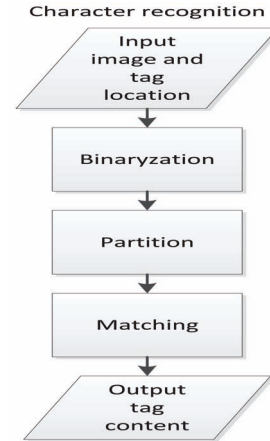 Character recognition
Input
image and
tag
location
Binaryzation
Partition
Matching
Output
tag
content